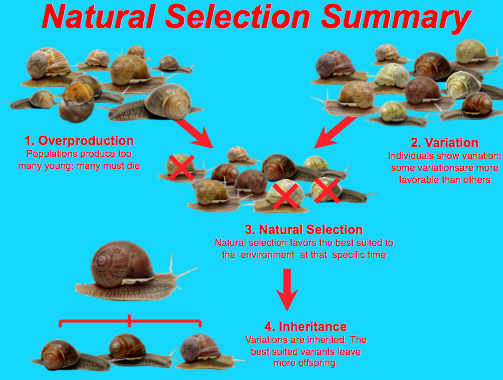 Natural Selection Summary
1. Overproduction
Populations produce too
many young: many must die
2. Variation
Individuals show variation:
some variationsare more
favorable than others
3. Natural Selection
Natural selection favors the best suited to
the environment at that specific time
4. Inheritance
Variations are inherited. The
best suited variants leave
more offspring.